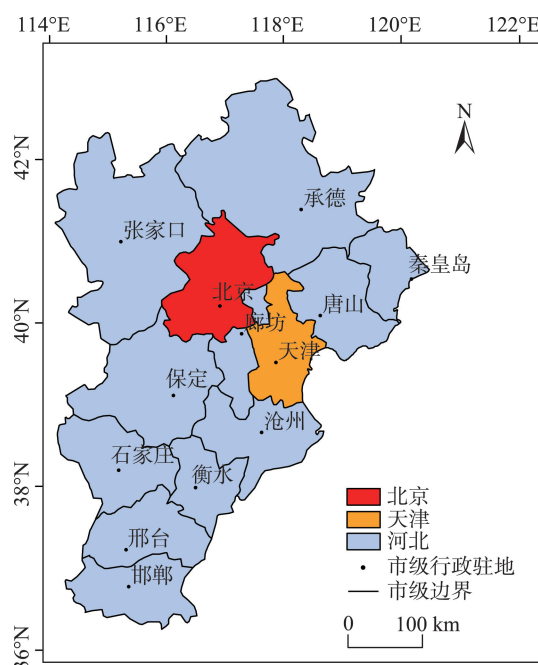 114°E
116°E
118°E
120°E
122°E
N
42°N
承德
张家口
秦皇岛
北京
唐山
40°N
廊坊
天津
保定
沧州
石家庄
衡水
38°N
北京
天津
邢台
河北
市级行政驻地
邯郸
市级边界
0 100 km
36°N